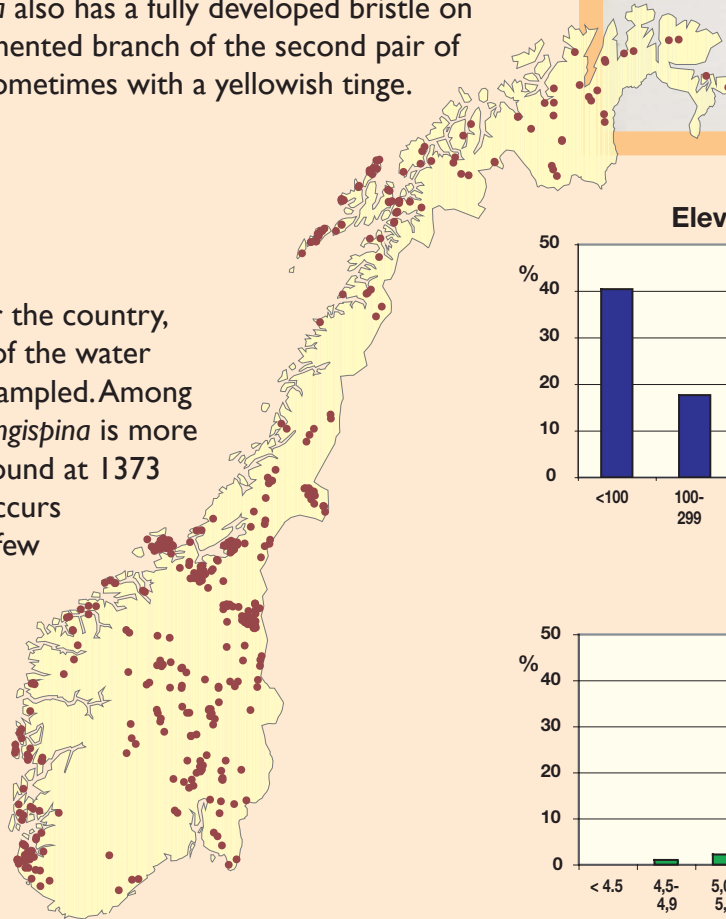 also has a fully developed bristle on
mented branch of the second pair of
ometimes with a yellowish tinge.
r the country,
of the water
ampled. Among
ngispina is more
ound at 1373
ccurs
few
Elev
50
%
40
30
20
10
0
<100
100-
299
50
%
40
30
20
10
0
< 4.5
4,5-
4,9
5,